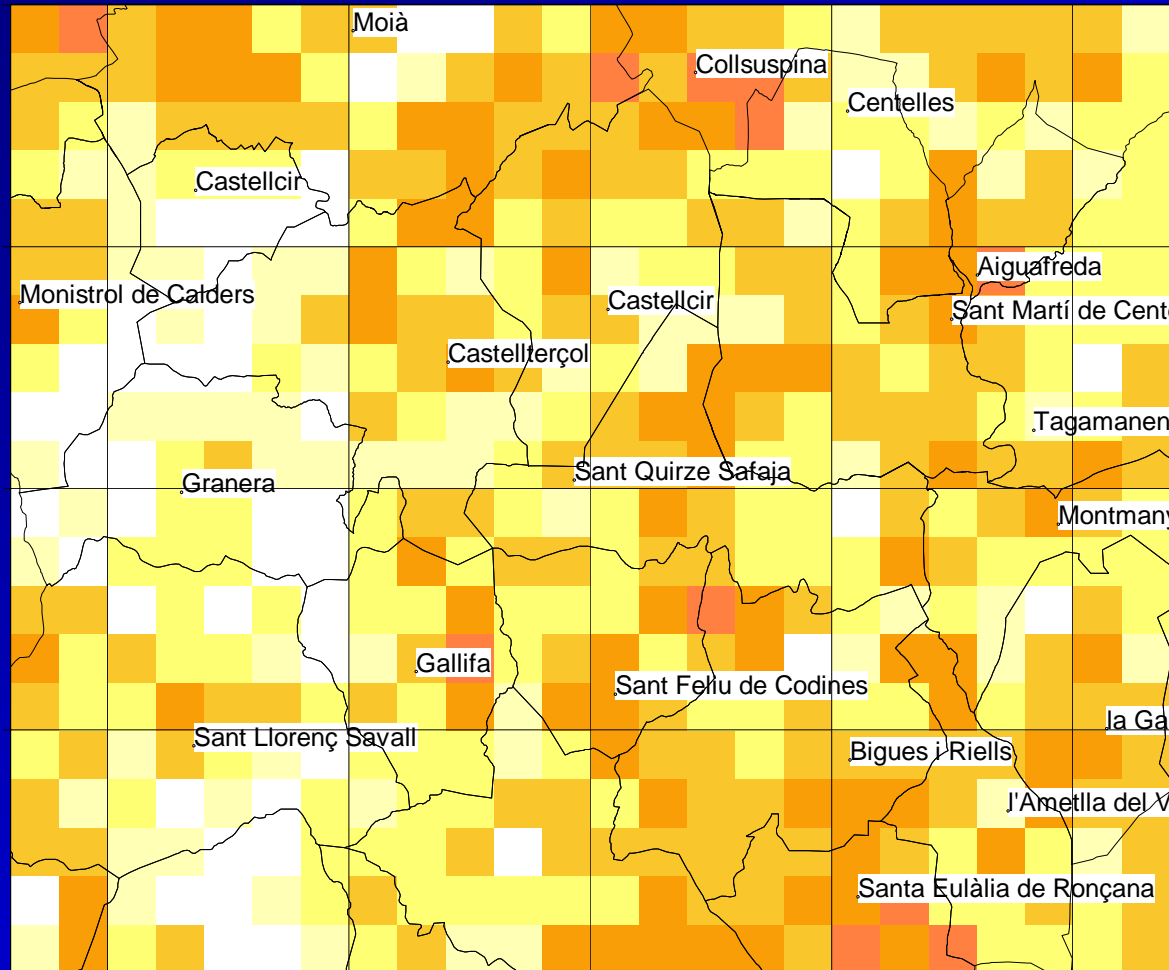 Moià
Collsuspina
Centelles
Castellcir
Aiguafreda
Monistrol de Calders
Castellcir
Sant Martí de Cente
Castellterçol
Tagamanen
Sant Quirze Safaja
Granera
Montmany
Gallifa
Sant Feliu de Codines
la Ga
Sant Llorenç Savall
Bigues i Riells
l'Ametlla del V
Santa Eulàlia de Ronçana